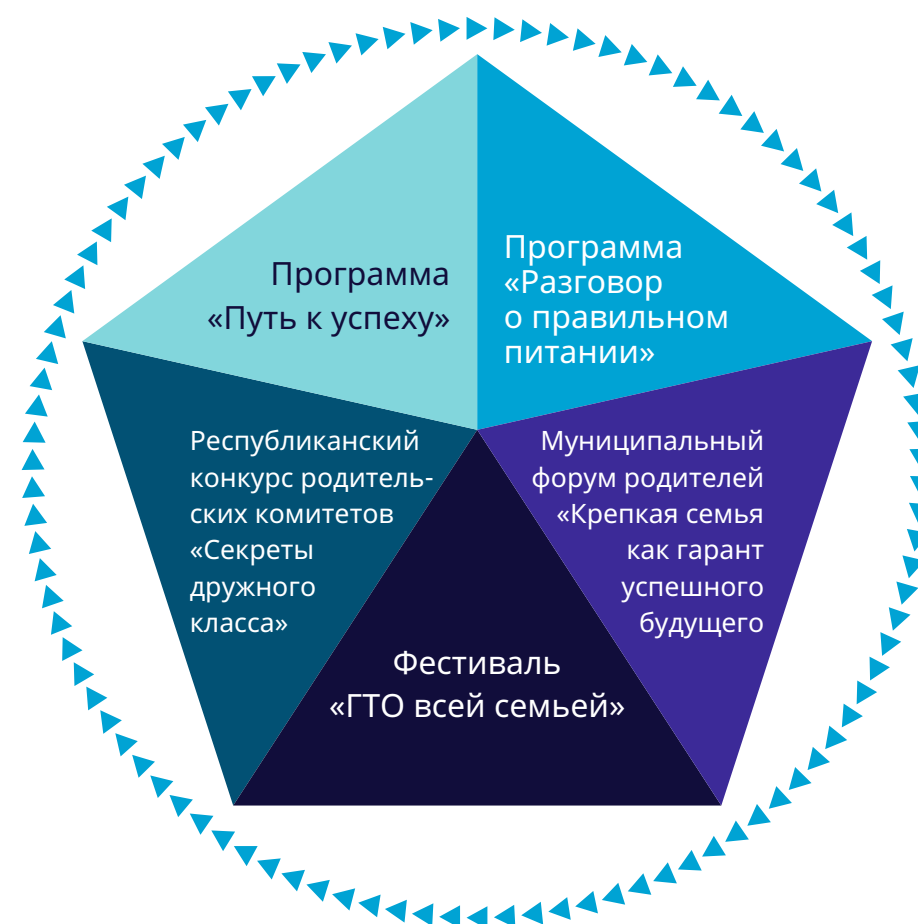 Программа
«Путь к успеху»
Программа
«Разговор
о правильном
питании»
Республиканский
конкурс родитель-
ских комитетов
«Секреты
дружного
класса»
Муниципальный
форум родителей
«Крепкая семья
как гарант
успешного
будущего
Фестиваль
«ГТО всей семьей»